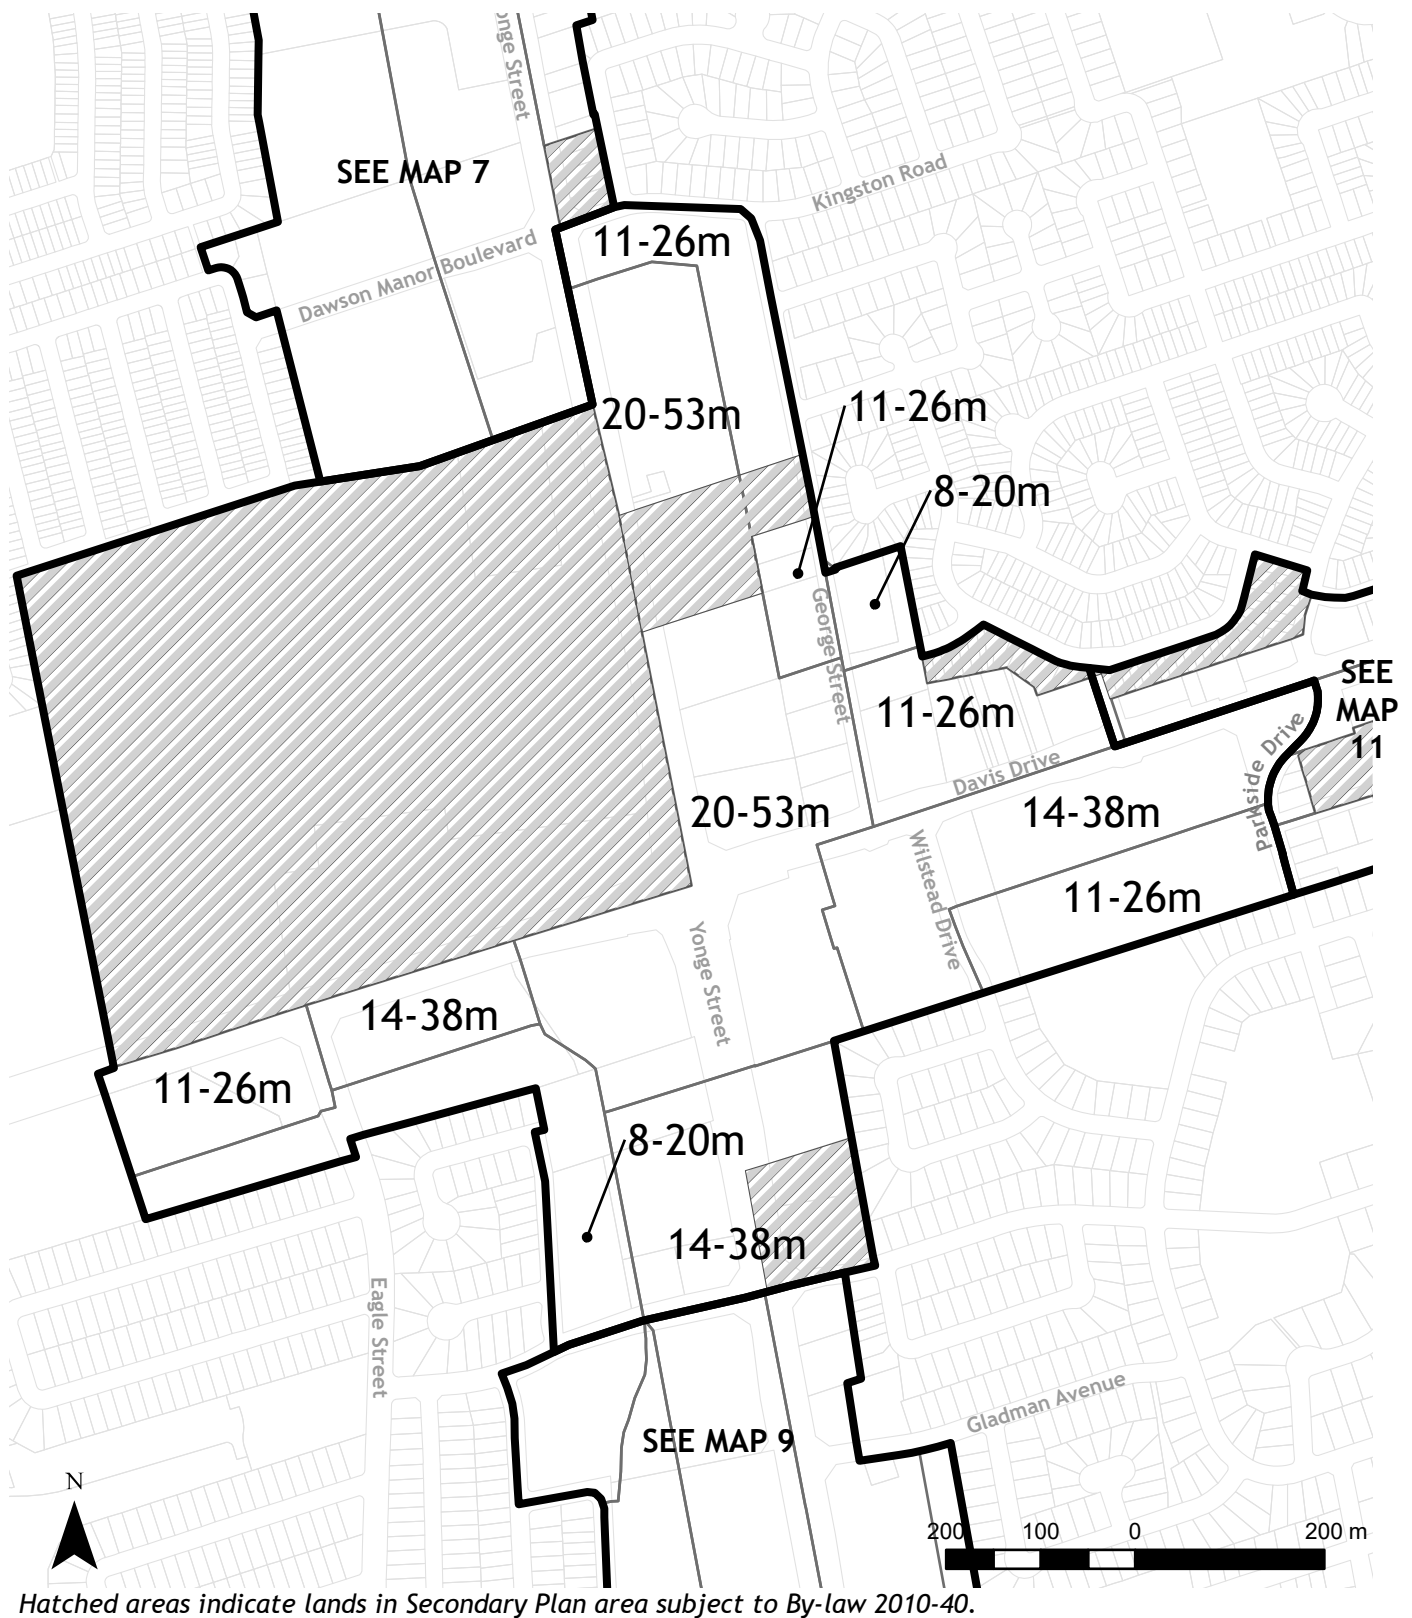 onge Street
SEE MAP 7
Kingston Road
11-26m
Dawson Manor Boulevard
20-53m
11-26m
8-20m
George Street
SEE
MAP
11
11-26m
Parkside Drive
Davis Drive
20-53m
14-38m
Wilstead Drive
11-26m
Yonge Street
14-38m
11-26m
8-20m
14-38m
Eagle Street
Gladman Avenue
SEE MAP 9
N
200 100 0 200 m
Hatched areas indicate lands in Secondary Plan area subject to By-law 2010-40.